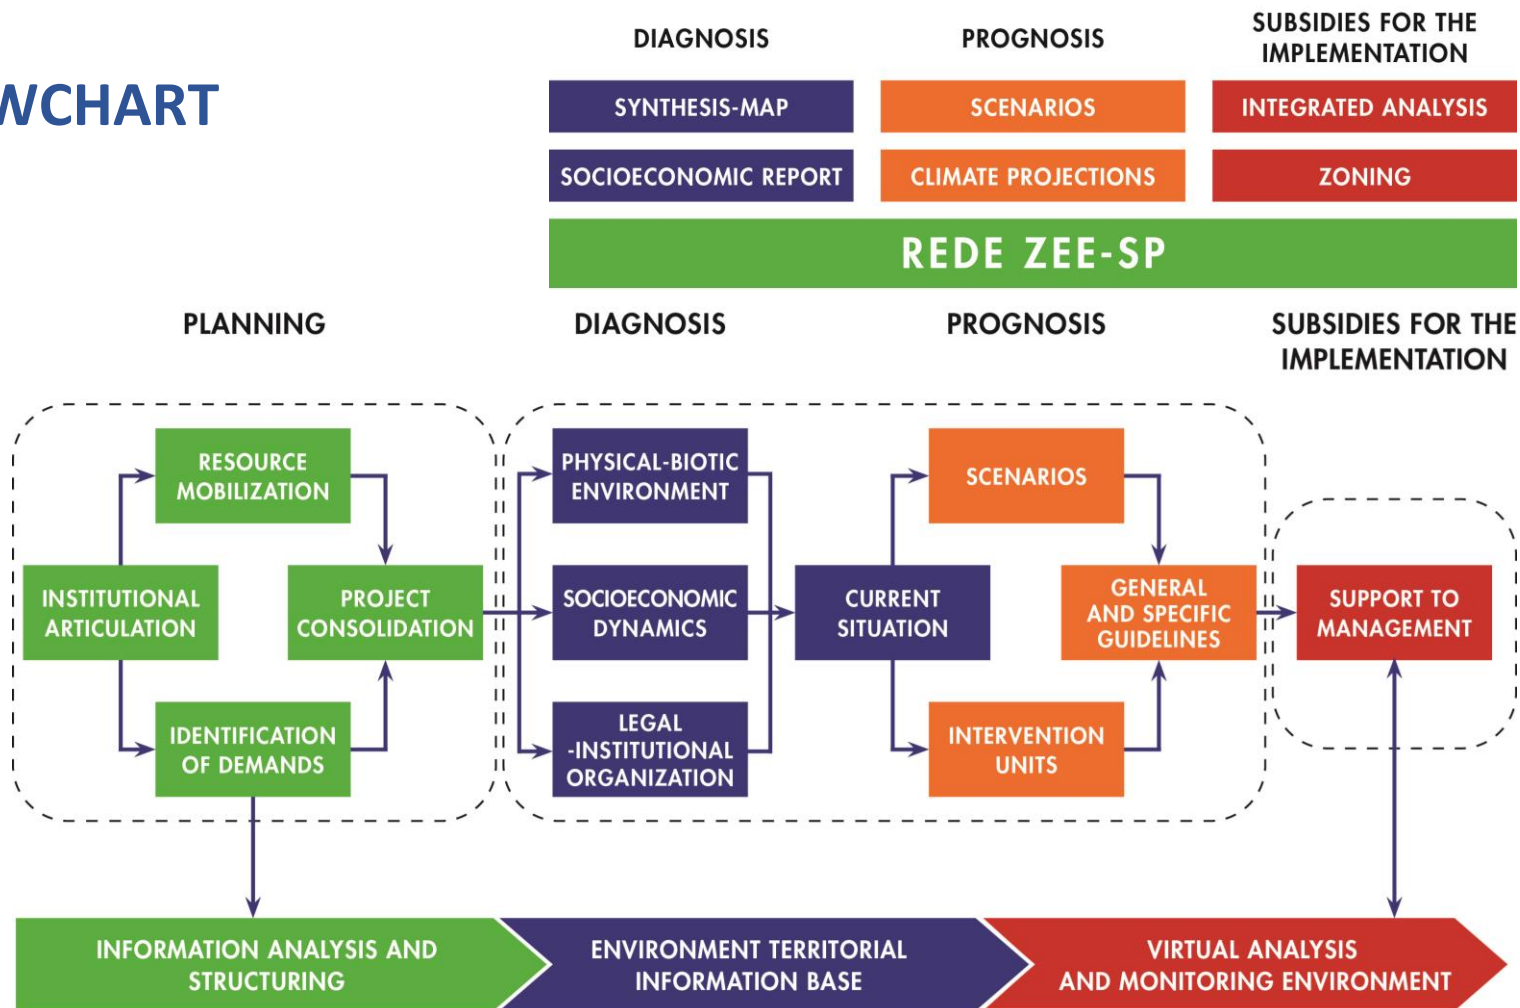 WCHART
DIAGNOSIS
PROGNOSIS
SUBSIDIES FOR THE
IMPLEMENTATION
SYNTHESIS-MAP
SCENARIOS
INTEGRATED ANALYSIS
SOCIOECONOMIC REPORT
CLIMATE PROJECTIONS
ZONING
REDE ZEE-SP
PLANNING
DIAGNOSIS
PROGNOSIS
SUBSIDIES FOR THE
IMPLEMENTATION
RESOURCE
MOBILIZATION
INSTITUTIONAL
ARTICULATION
PROJECT
CONSOLIDATION
IDENTIFICATION
OF DEMANDS
PHYSICAL-BIOTIC
ENVIRONMENT
SOCIOECONOMIC
DYNAMICS
LEGAL
-INSTITUTIONAL
ORGANIZATION
CURRENT
SITUATION
SCENARIOS
GENERAL
AND SPECIFIC
GUIDELINES
INTERVENTION
UNITS
SUPPORT TO
MANAGEMENT
INFORMATION ANALYSIS AND
STRUCTURING
ENVIRONMENT TERRITORIAL
INFORMATION BASE
VIRTUAL ANALYSIS
AND MONITORING ENVIRONMENT